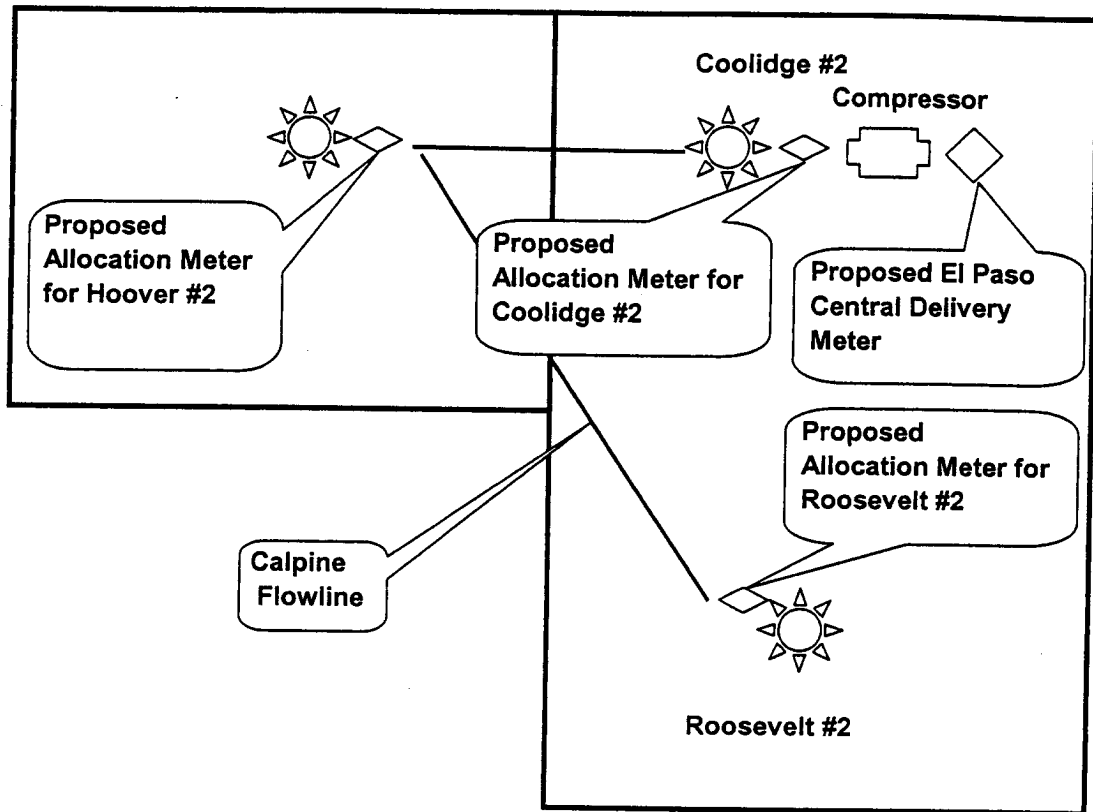 Coolidge #2
Compressor
Proposed
Allocation Meter
for Hoover #2
Proposed
Allocation Meter for
Coolidge #2
Proposed El Paso
Central Delivery
Meter
Proposed
Allocation Meter for
Roosevelt #2
Calpine
Flowline
Roosevelt #2